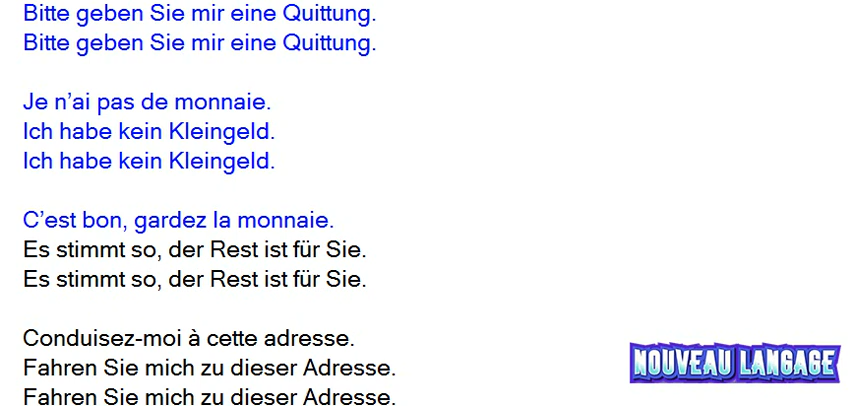 Bitte geben Sie mir eine Quittung.
Bitte geben Sie mir eine Quittung.
Je n’ai pas de monnaie.
Ich habe kein Kleingeld.
Ich habe kein Kleingeld.
C’est bon, gardez la monnaie.
Es stimmt so, der Rest ist für Sie.
Es stimmt so, der Rest ist für Sie.
Conduisez-moi à cette adresse.
Fahren Sie mich zu dieser Adresse.
Fahren Sie mich zu dieser Adresse.
NOUVEAU LANGAGE